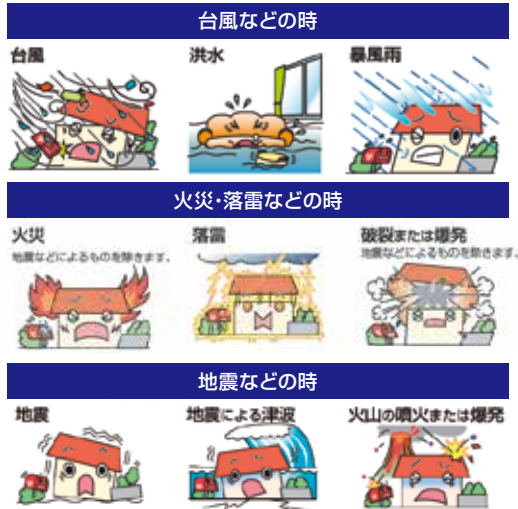 台風などの時
台風
洪水
暴風雨
火災・落雷などの時
火災
地震などによるものを除きます。
落雷
破裂または爆発
地震などによるものを除きます。
地震などの時
地震
地震による津波
火山の噴火または爆発